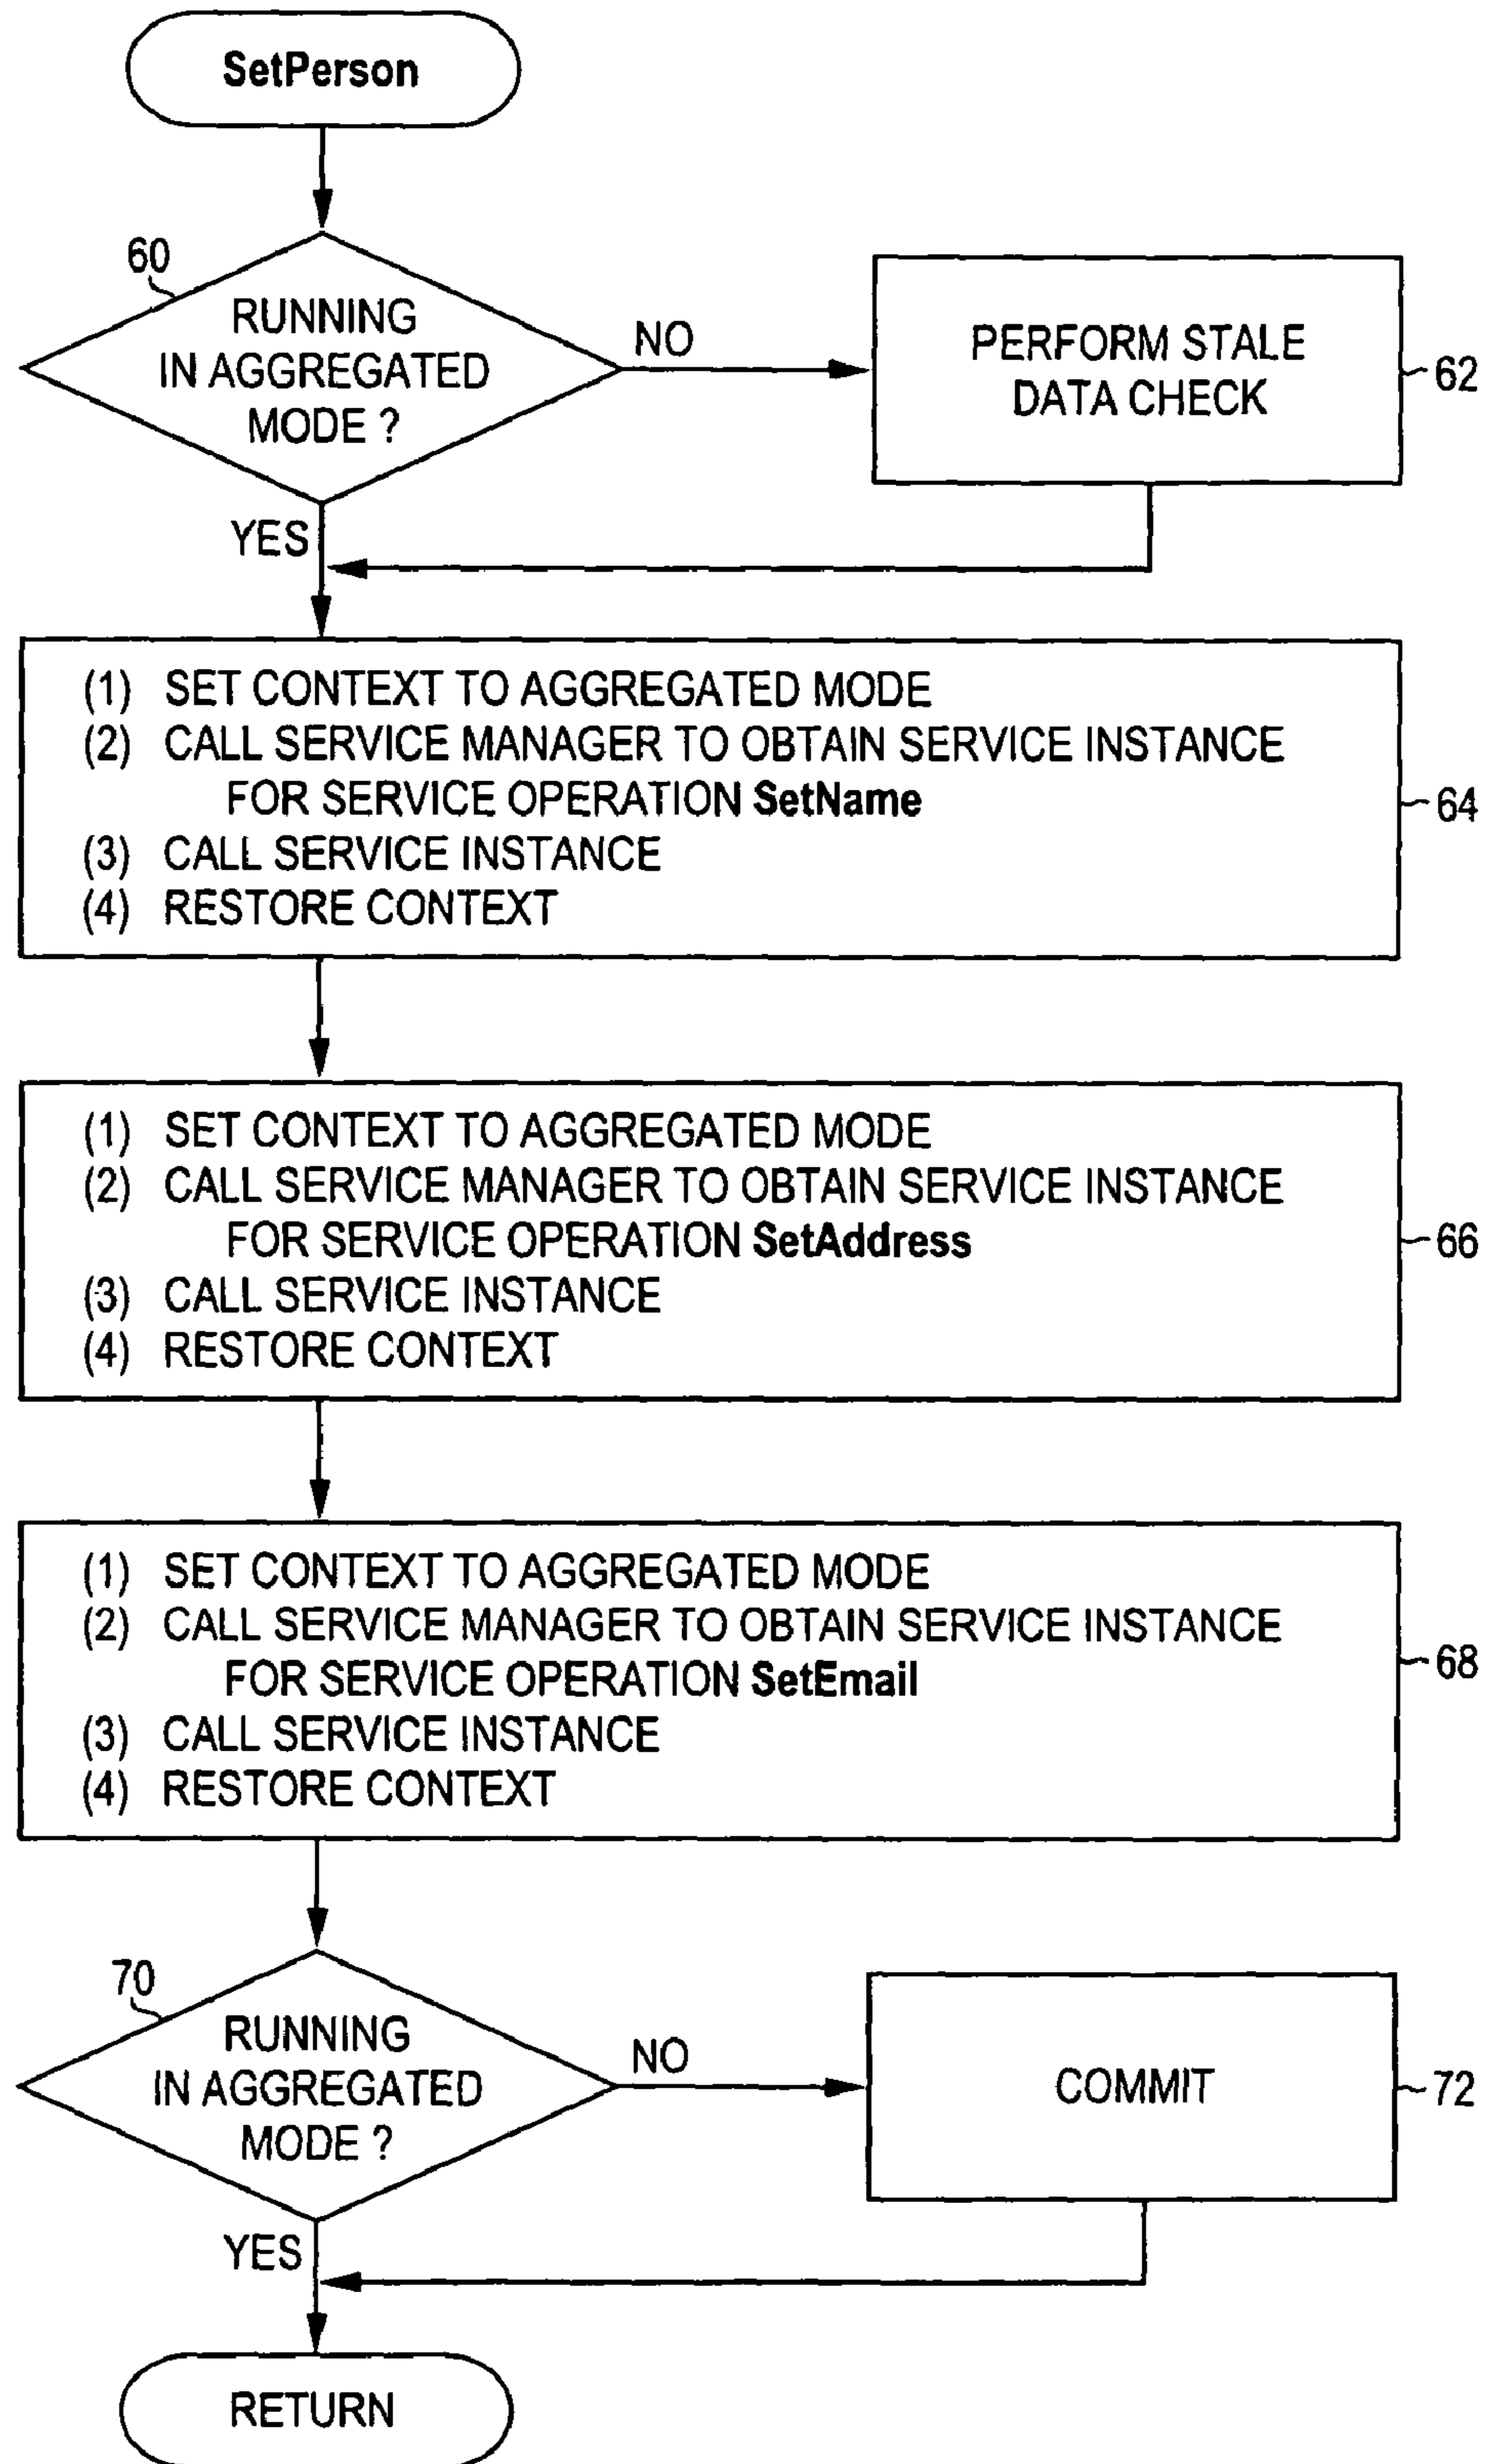 SetPerson
60
RUNNING
IN AGGREGATED
MODE ?
NO
PERFORM STALE
DATA CHECK
62
YES
(1) SET CONTEXT TO AGGREGATED MODE
(2) CALL SERVICE MANAGER TO OBTAIN SERVICE INSTANCE
FOR SERVICE OPERATION SetName
(3) CALL SERVICE INSTANCE
(4) RESTORE CONTEXT
64
(1) SET CONTEXT TO AGGREGATED MODE
(2) CALL SERVICE MANAGER TO OBTAIN SERVICE INSTANCE
FOR SERVICE OPERATION SetAddress
(3) CALL SERVICE INSTANCE
(4) RESTORE CONTEXT
66
(1) SET CONTEXT TO AGGREGATED MODE
(2) CALL SERVICE MANAGER TO OBTAIN SERVICE INSTANCE
FOR SERVICE OPERATION SetEmail
(3) CALL SERVICE INSTANCE
(4) RESTORE CONTEXT
68
70
RUNNING
IN AGGREGATED
MODE ?
NO
COMMIT
72
YES
RETURN